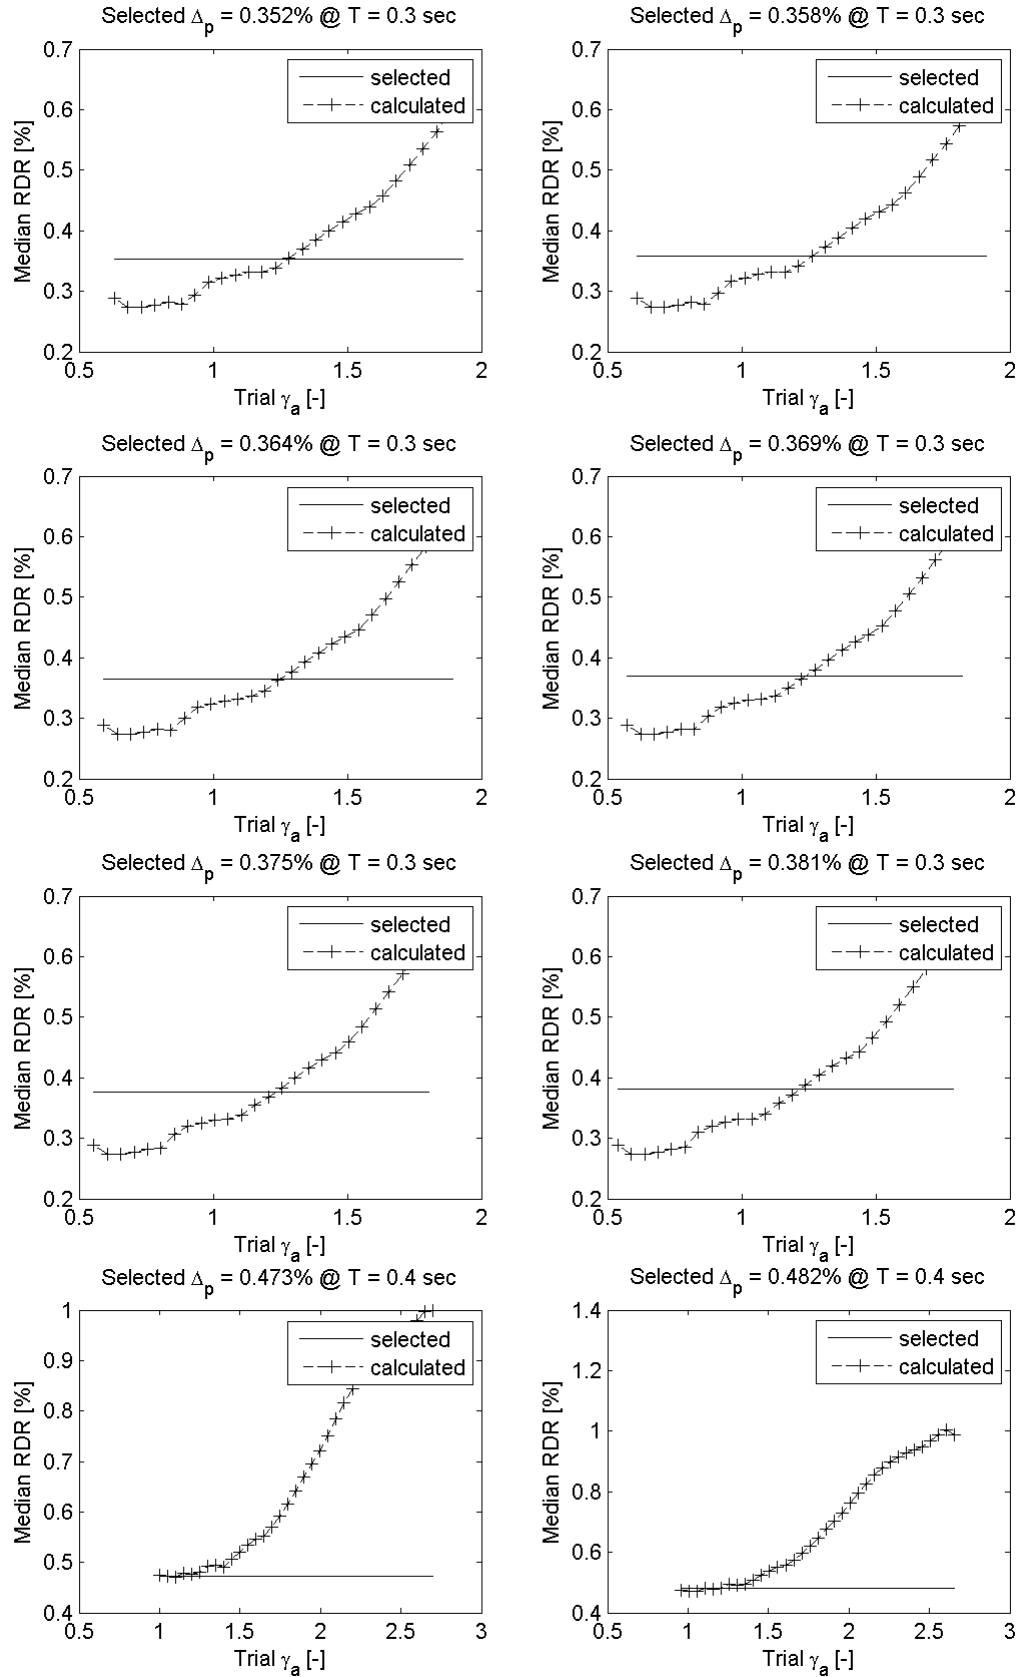 Selected Δp = 0.352% @ T = 0.3 sec
0.7
0.6
0.5
0.4
0.3
0.2
Median RDR [%]
selected
calculated
0.5 1 1.5 2
Trial γa [-]
Selected Δp = 0.358% @ T = 0.3 sec
0.7
0.6
0.5
0.4
0.3
0.2
Median RDR [%]
selected
calculated
0.5 1 1.5 2
Trial γa [-]
Selected Δp = 0.364% @ T = 0.3 sec
0.7
0.6
0.5
0.4
0.3
0.2
Median RDR [%]
selected
calculated
0.5 1 1.5 2
Trial γa [-]
Selected Δp = 0.369% @ T = 0.3 sec
0.7
0.6
0.5
0.4
0.3
0.2
Median RDR [%]
selected
calculated
0.5 1 1.5 2
Trial γa [-]
Selected Δp = 0.375% @ T = 0.3 sec
0.7
0.6
0.5
0.4
0.3
0.2
Median RDR [%]
selected
calculated
0.5 1 1.5 2
Trial γa [-]
Selected Δp = 0.381% @ T = 0.3 sec
0.7
0.6
0.5
0.4
0.3
0.2
Median RDR [%]
selected
calculated
0.5 1 1.5 2
Trial γa [-]
Selected Δp = 0.473% @ T = 0.4 sec
1
0.9
0.8
0.7
0.6
0.5
0.4
Median RDR [%]
selected
calculated
0.5 1 1.5 2 2.5 3
Trial γa [-]
Selected Δp = 0.482% @ T = 0.4 sec
1.4
1.2
1
0.8
0.6
0.4
Median RDR [%]
selected
calculated
0.5 1 1.5 2 2.5 3
Trial γa [-]